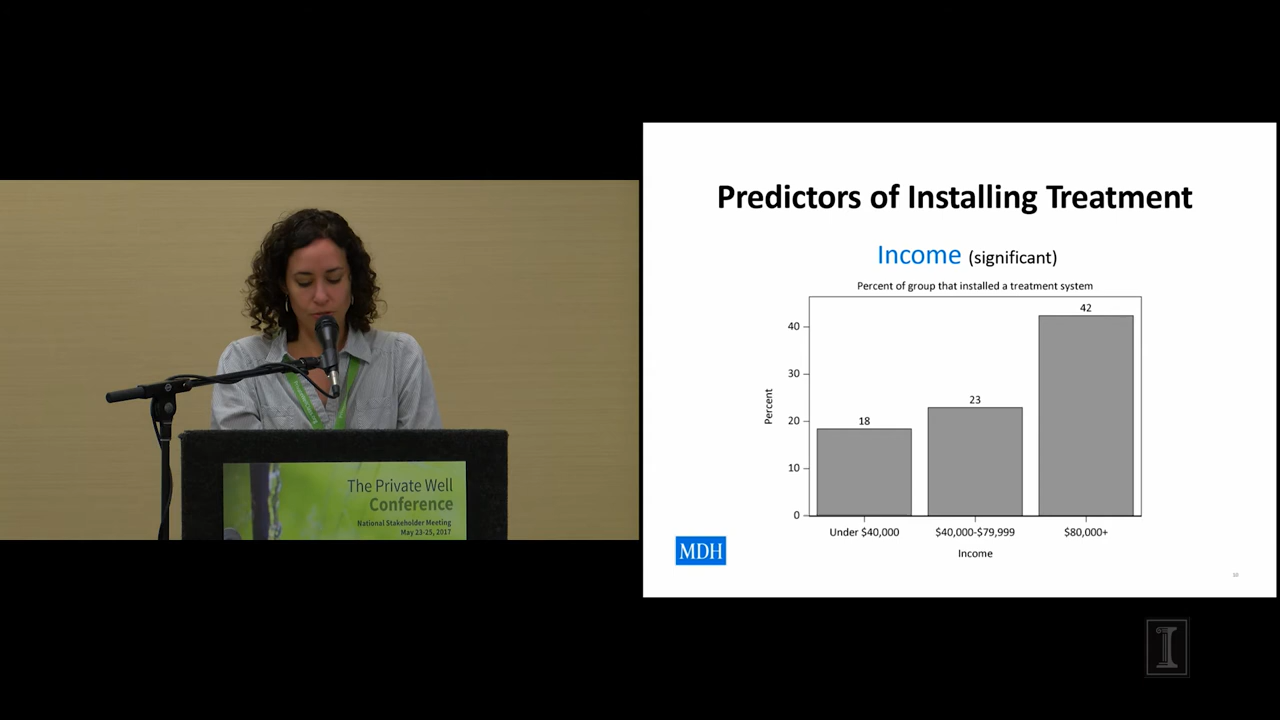 The Private Well
Conference
National Stakeholder Meeting
May 23-25, 2017
Predictors of Installing Treatment
Income (significant)
Percent of group that installed a treatment system
Percent
40
30
20
10
0
18
23
42
Under $40,000
$40,000-$79,999
$80,000+
Income
MDH
I